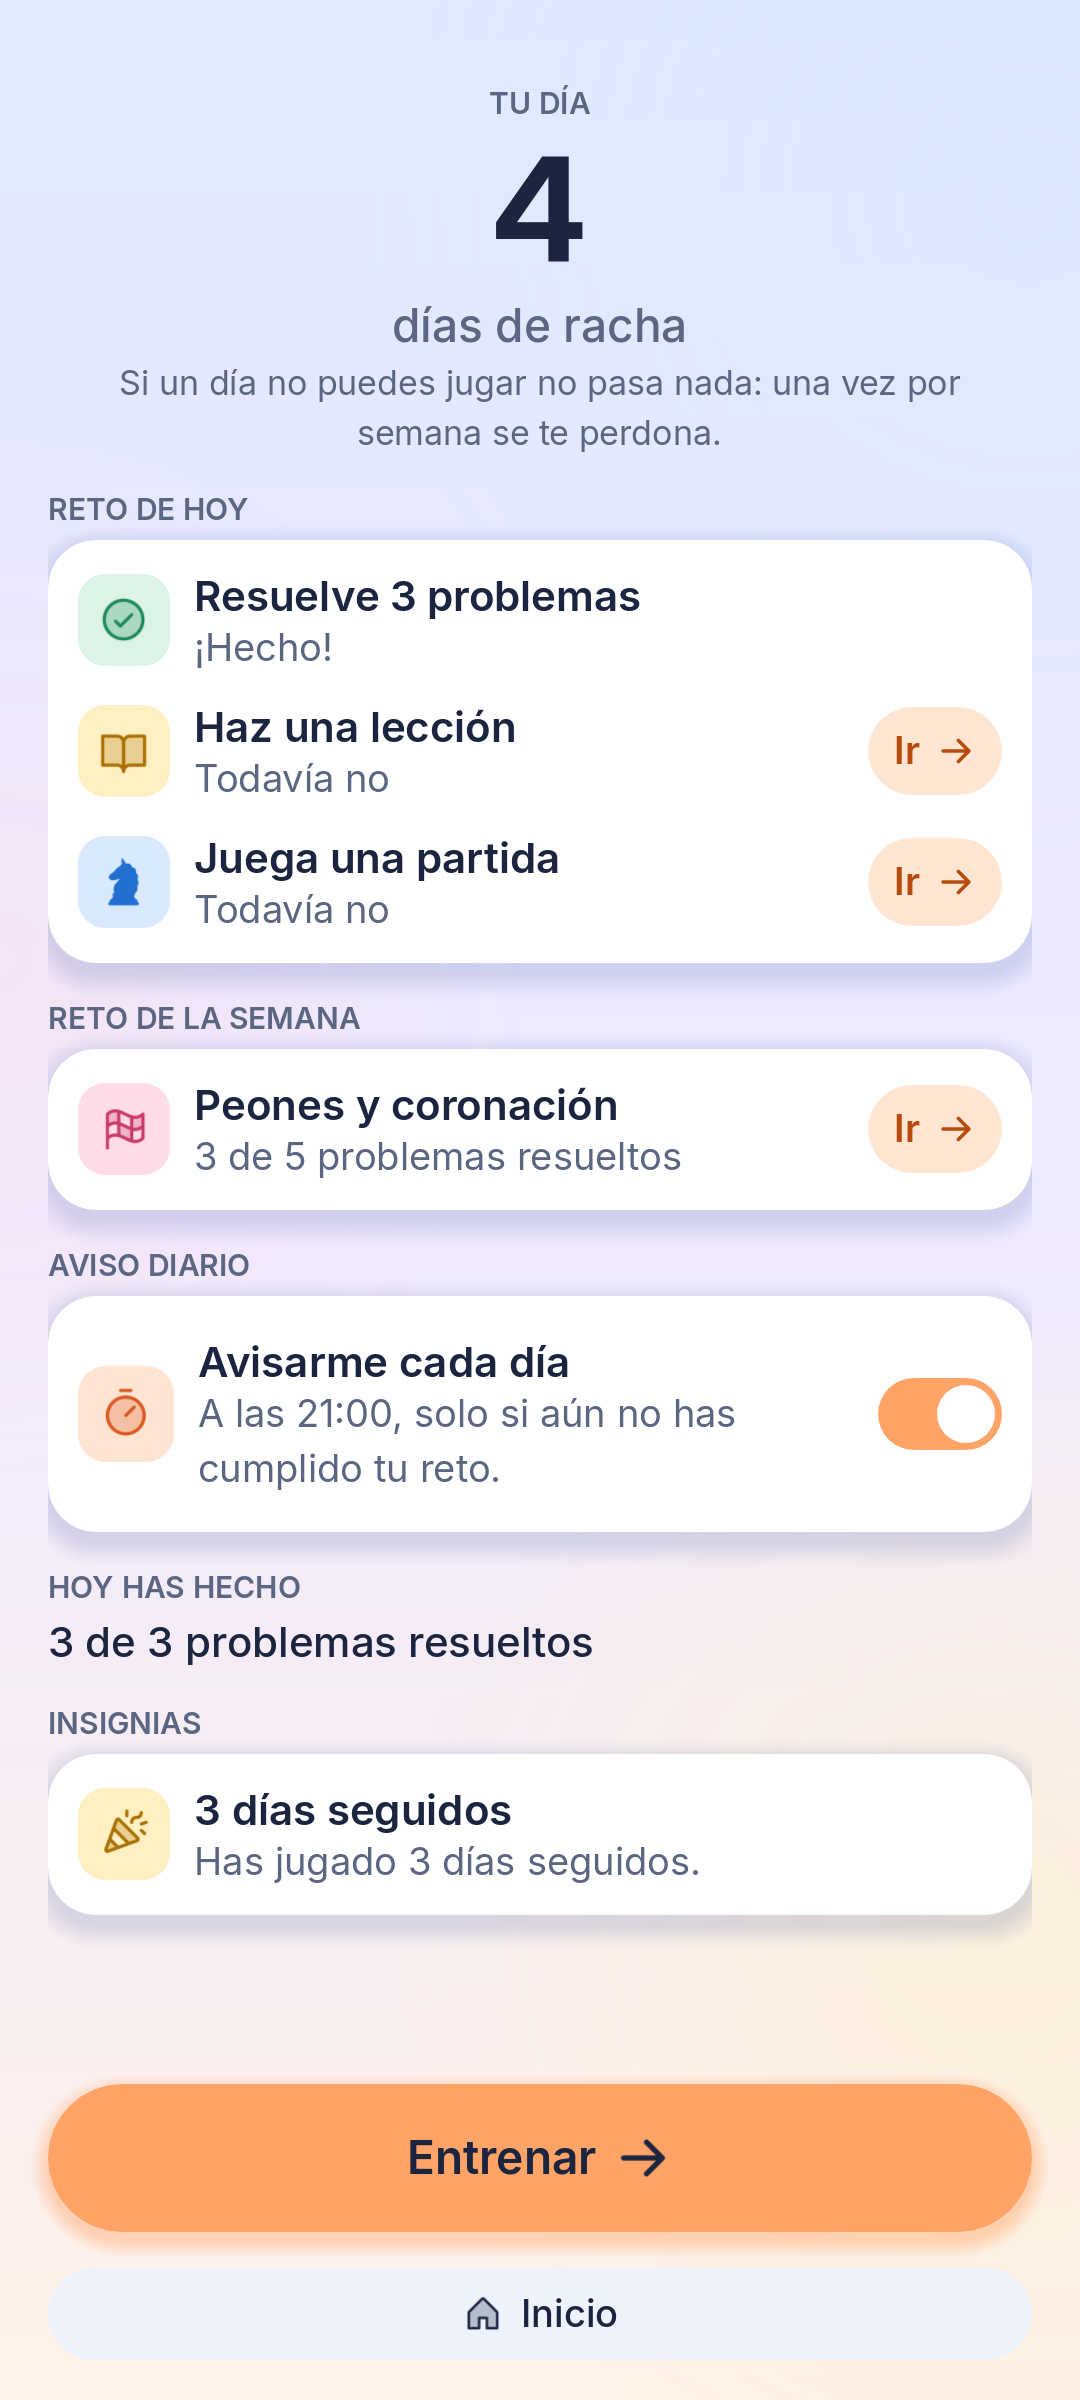 TU DÍA
4
días de racha
Si un día no puedes jugar no pasa nada: una vez por
semana se te perdona.
RETO DE HOY
Resuelve 3 problemas
¡Hecho!
Haz una lección
Todavía no
Ir
Juega una partida
Todavía no
Ir
RETO DE LA SEMANA
Peones y coronación
3 de 5 problemas resueltos
Ir
AVISO DIARIO
Avisarme cada día
A las 21:00, solo si aún no has
cumplido tu reto.
HOY HAS HECHO
3 de 3 problemas resueltos
INSIGNIAS
3 días seguidos
Has jugado 3 días seguidos.
Entrenar
Inicio